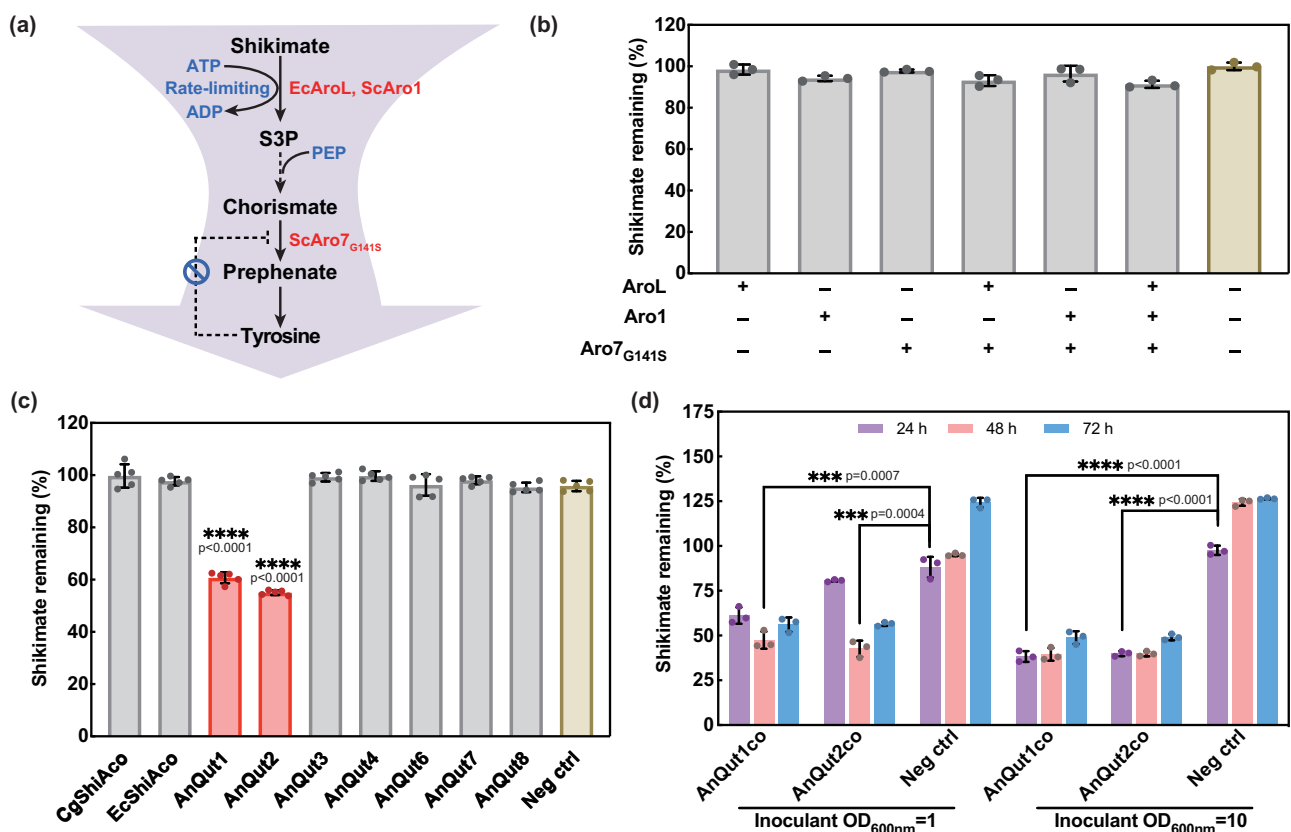 (a)
Shikimate
ATP
Rate-limiting
ADP
EcAroL, ScAro1
S3P
PEP
Chorismate
ScAro7G141S
Prephenate
Tyrosine
(b)
Shikimate remaining (%)
120
100
80
60
40
20
0
AroL + – – + – + –
Aro1 – + – – + + –
Aro7G141S – – + + + + –
(c)
Shikimate remaining (%)
120
100
80
60
40
20
0
****
p<0.0001
****
p<0.0001
CgShiAco
EcShiAco
AnQut1
AnQut2
AnQut3
AnQut4
AnQut6
AnQut7
AnQut8
Neg ctrl
(d)
Shikimate remaining (%)
175
150
125
100
75
50
25
0
24 h 48 h 72 h
*** p=0.0007
*** p=0.0004
**** p<0.0001
**** p<0.0001
AnQut1co
AnQut2co
Neg ctrl
AnQut1co
AnQut2co
Neg ctrl
Inoculant OD600nm=1
Inoculant OD600nm=10